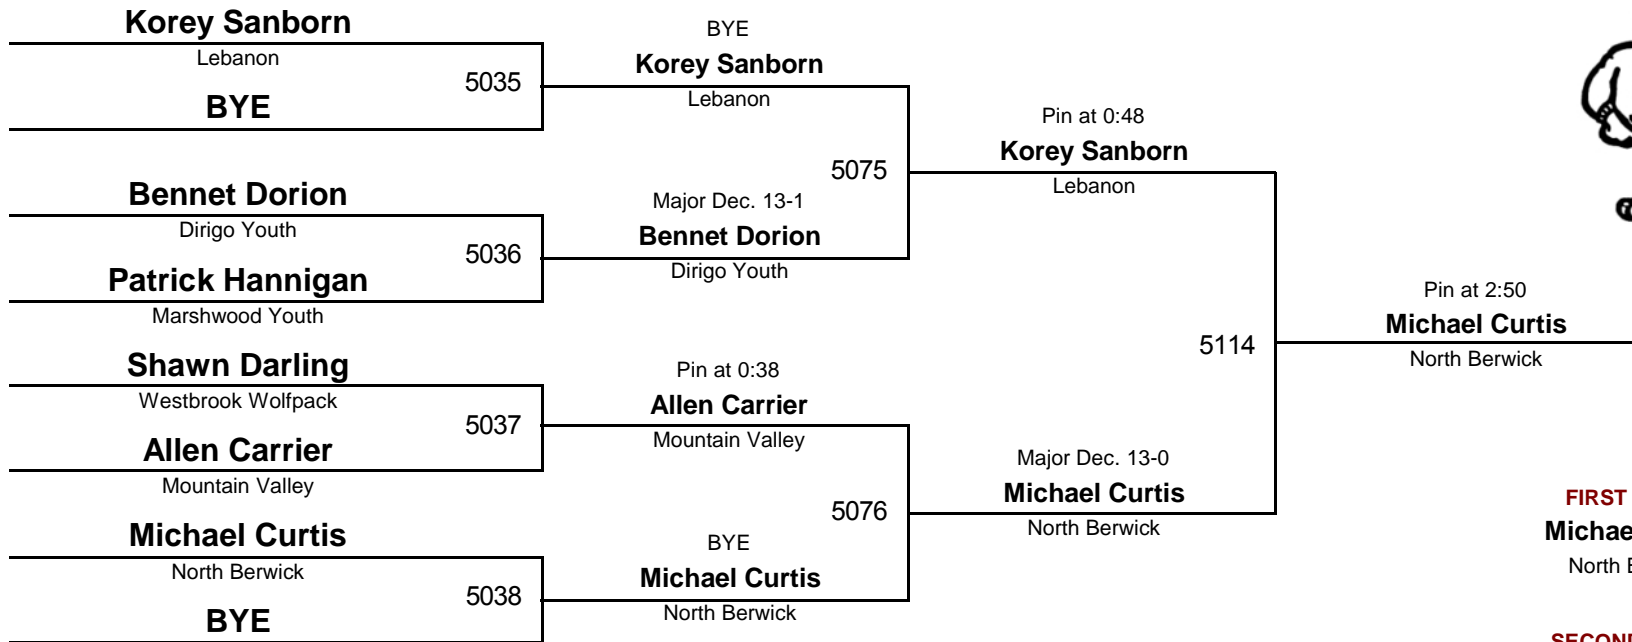 Korey Sanborn
Lebanon
5035
BYE
Bennet Dorion
Dirigo Youth
5036
Patrick Hannigan
Marshwood Youth
Shawn Darling
Westbrook Wolfpack
5037
Allen Carrier
Mountain Valley
Michael Curtis
North Berwick
5038
BYE
BYE
Korey Sanborn
Lebanon
5075
Major Dec. 13-1
Bennet Dorion
Dirigo Youth
Pin at 0:38
Allen Carrier
Mountain Valley
5076
BYE
Michael Curtis
North Berwick
Pin at 0:48
Korey Sanborn
Lebanon
5114
Major Dec. 13-0
Michael Curtis
North Berwick
Pin at 2:50
Michael Curtis
North Berwick
FIRST
Michae
North